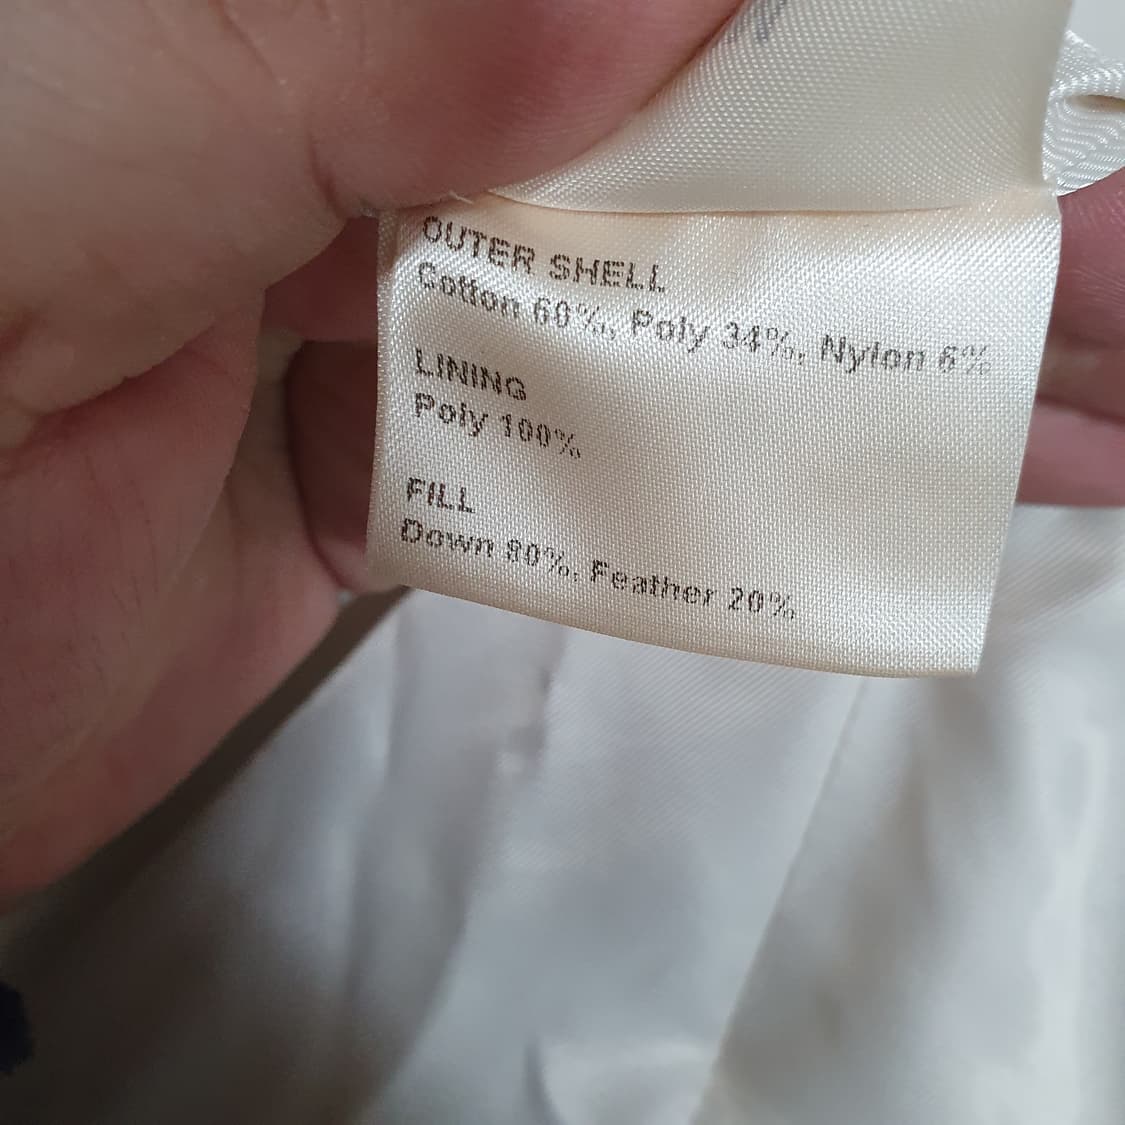 OUTER SHELL
Cotton 60%, Poly 34%, Nylon 6%
LINING
Poly 100%
FILL
Down 80%, Feather 20%